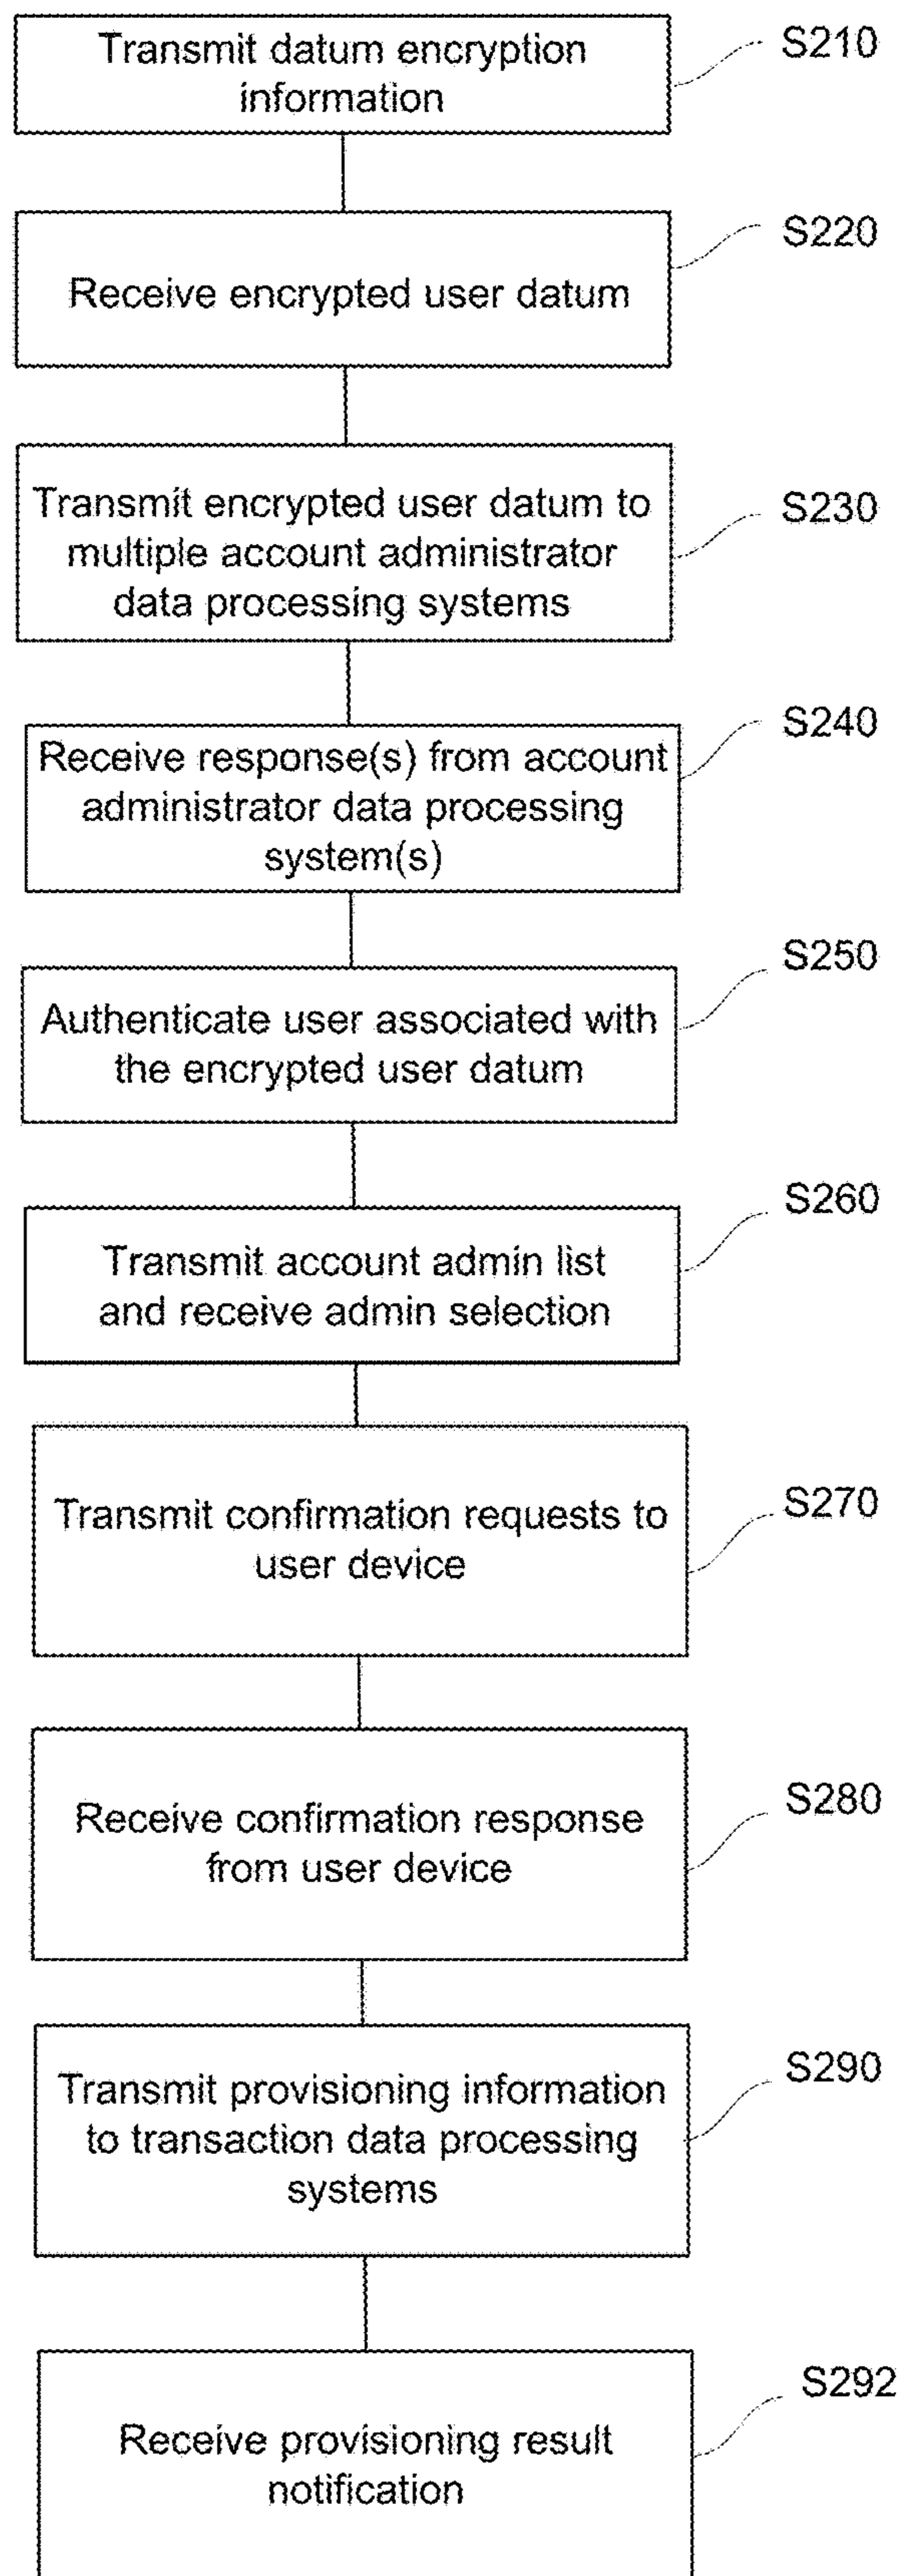 Transmit datum encryption
information
S210
Receive encrypted user datum
S220
Transmit encrypted user datum to
multiple account administrator
data processing systems
S230
Receive response(s) from account
administrator data processing
system(s)
S240
Authenticate user associated with
the encrypted user datum
S250
Transmit account admin list
and receive admin selection
S260
Transmit confirmation requests to
user device
S270
Receive confirmation response
from user device
S280
Transmit provisioning information
to transaction data processing
systems
S290
Receive provisioning result
notification
S292